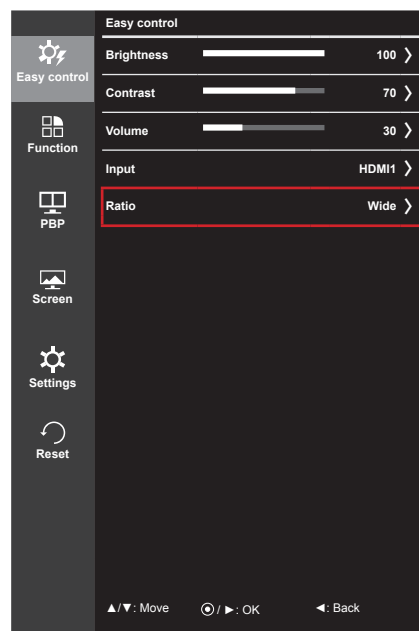 Easy control
Easy control
Brightness 100
Contrast 70
Function
Volume 30
Input HDMI1
PBP
Ratio Wide
Screen
Settings
Reset
▲/▼: Move ◉/ ►: OK ◄: Back